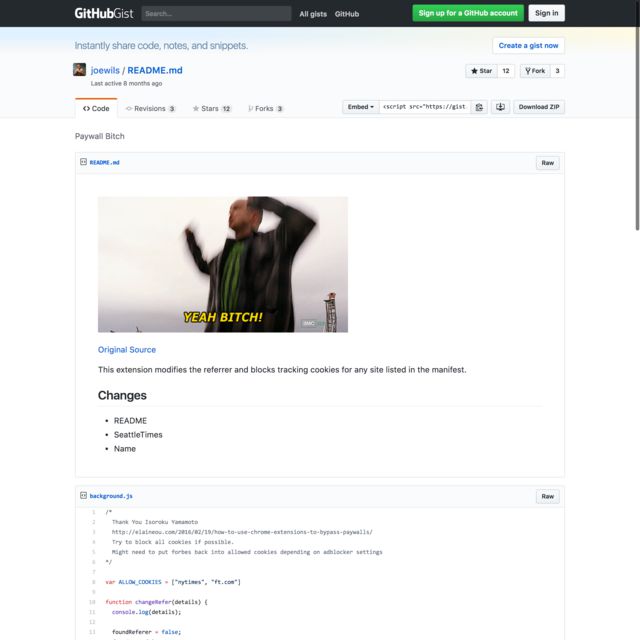 GitHubGist Search... All gists GitHub Sign up for a GitHub account Sign in
Instantly share code, notes, and snippets. Create a gist now
joewils / README.md Star 12 Fork 3
Last active 8 months ago
Code Revisions 3 Stars 12 Forks 3 Embed <script src="https://gist Download ZIP
Paywall Bitch
README.md Raw
YEAH BITCH!
AMC
Original Source
This extension modifies the referrer and blocks tracking cookies for any site listed in the manifest.
Changes
README
SeattleTimes
Name
background.js Raw
1 /*
2 Thank You Isoroku Yamamoto
3 http://elaineou.com/2016/02/19/how-to-use-chrome-extensions-to-bypass-paywalls/
4 Try to block all cookies if possible.
5 Might need to put forbes back into allowed cookies depending on adblocker settings
6 */
7
8 var ALLOW_COOKIES = ["nytimes", "ft.com"]
9
10 function changeRefer(details) {
11 console.log(details);
12
13 foundReferer = false;